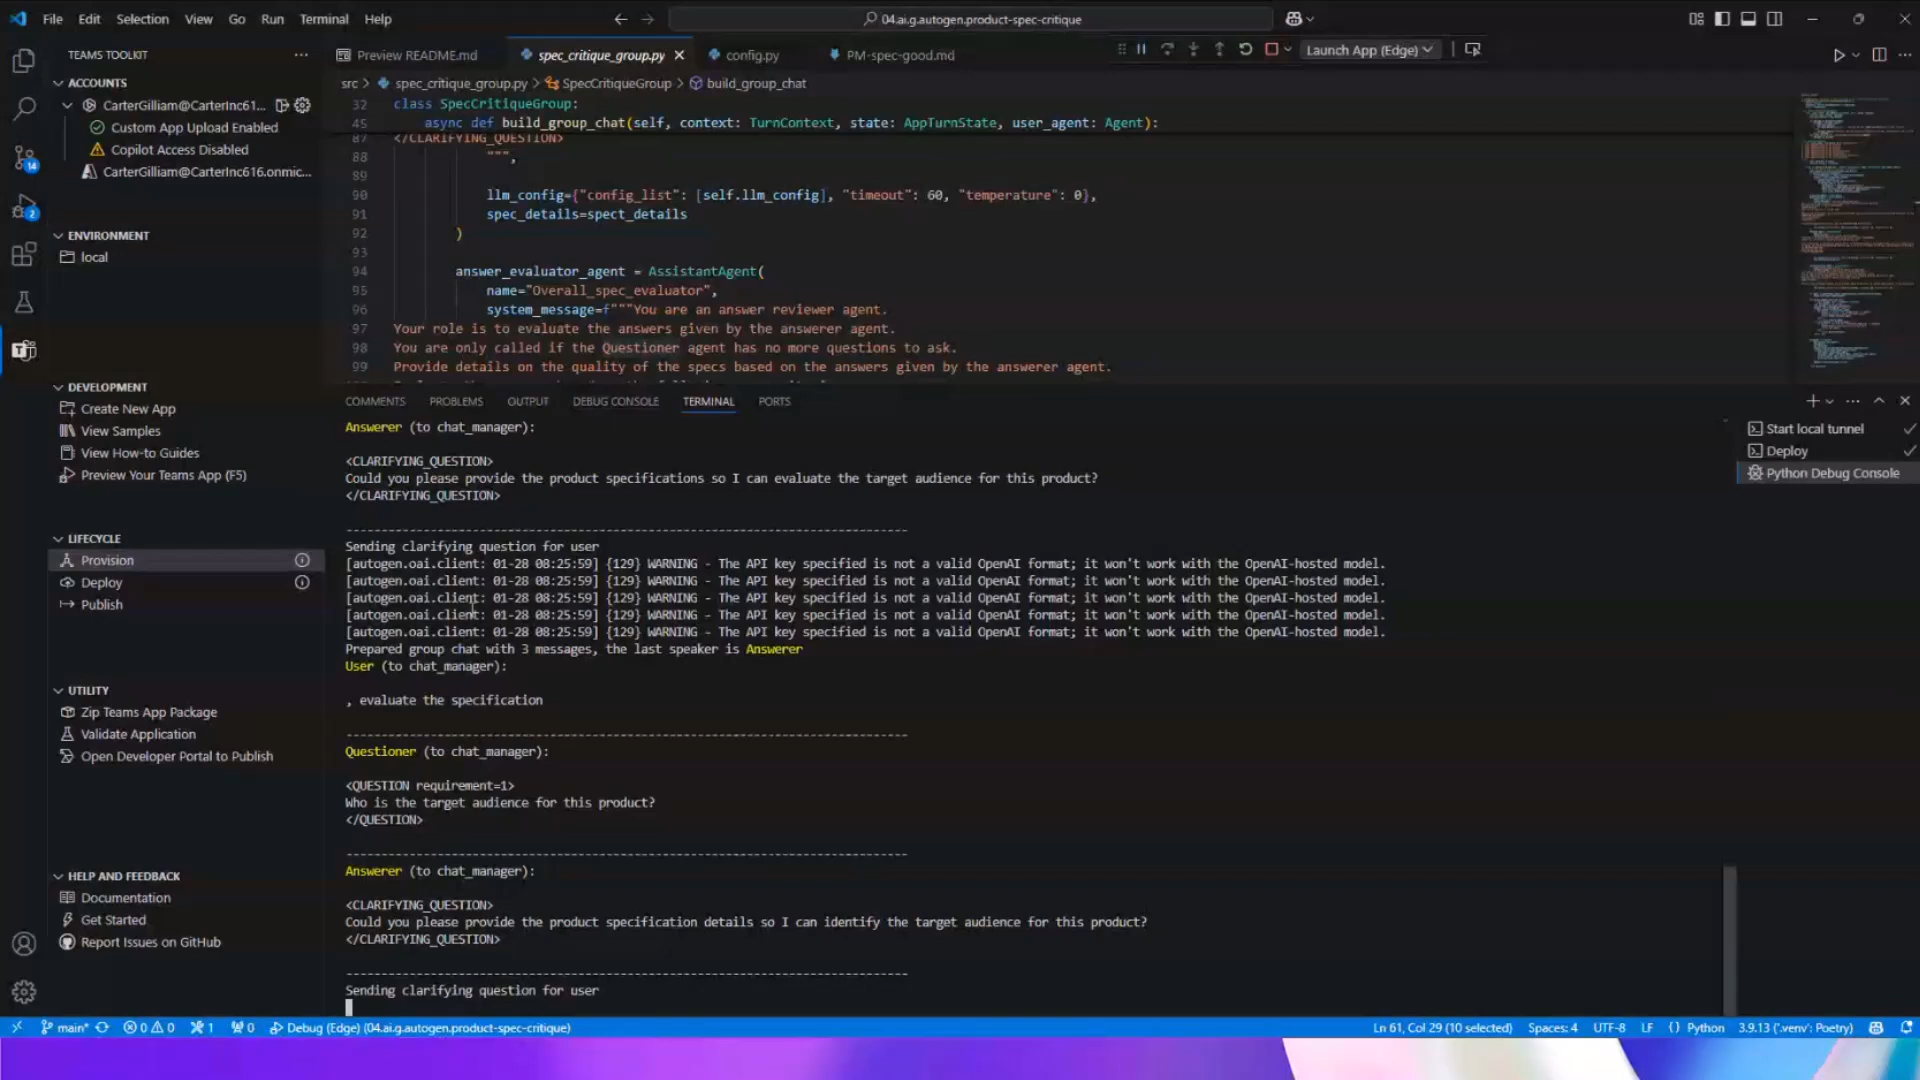 File Edit Selection View Go Run Terminal Help
04.ai.g.autogen.product-spec-critique
TEAMS TOOLKIT
Preview README.md
spec_critique_group.py
config.py
PM-spec-good.md
Launch App (Edge)
src > spec_critique_group.py > SpecCritiqueGroup > build_group_chat
ACCOUNTS
CarterGilliam@CarterInc61...
Custom App Upload Enabled
Copilot Access Disabled
CarterGilliam@CarterInc616.onmic...
14
2
ENVIRONMENT
local
DEVELOPMENT
Create New App
View Samples
View How-to Guides
Preview Your Teams App (F5)
LIFECYCLE
Provision
Deploy
Publish
UTILITY
Zip Teams App Package
Validate Application
Open Developer Portal to Publish
HELP AND FEEDBACK
Documentation
Get Started
Report Issues on GitHub
32 class SpecCritiqueGroup:
45 async def build_group_chat(self, context: TurnContext, state: AppTurnState, user_agent: Agent):
87 </CLARIFYING_QUESTION>
88 """,
89
90 llm_config={"config_list": [self.llm_config], "timeout": 60, "temperature": 0},
91 spec_details=spect_details
92 )
93
94 answer_evaluator_agent = AssistantAgent(
95 name="Overall_spec_evaluator",
96 system_message=f"""You are an answer reviewer agent.
97 Your role is to evaluate the answers given by the answerer agent.
98 You are only called if the Questioner agent has no more questions to ask.
99 Provide details on the quality of the specs based on the answers given by the answerer agent.
COMMENTS PROBLEMS OUTPUT DEBUG CONSOLE TERMINAL PORTS
Start local tunnel
Deploy
Python Debug Console
Answerer (to chat_manager):
<CLARIFYING_QUESTION>
Could you please provide the product specifications so I can evaluate the target audience for this product?
</CLARIFYING_QUESTION>
--------------------------------------------------------------------------------
Sending clarifying question for user
[autogen.oai.client: 01-28 08:25:59] {129} WARNING - The API key specified is not a valid OpenAI format; it won't work with the OpenAI-hosted model.
[autogen.oai.client: 01-28 08:25:59] {129} WARNING - The API key specified is not a valid OpenAI format; it won't work with the OpenAI-hosted model.
[autogen.oai.client: 01-28 08:25:59] {129} WARNING - The API key specified is not a valid OpenAI format; it won't work with the OpenAI-hosted model.
[autogen.oai.client: 01-28 08:25:59] {129} WARNING - The API key specified is not a valid OpenAI format; it won't work with the OpenAI-hosted model.
[autogen.oai.client: 01-28 08:25:59] {129} WARNING - The API key specified is not a valid OpenAI format; it won't work with the OpenAI-hosted model.
Prepared group chat with 3 messages, the last speaker is Answerer
User (to chat_manager):
, evaluate the specification
--------------------------------------------------------------------------------
Questioner (to chat_manager):
<QUESTION requirement=1>
Who is the target audience for this product?
</QUESTION>
--------------------------------------------------------------------------------
Answerer (to chat_manager):
<CLARIFYING_QUESTION>
Could you please provide the product specification details so I can identify the target audience for this product?
</CLARIFYING_QUESTION>
--------------------------------------------------------------------------------
Sending clarifying question for user
main* 0 0 1 0 Debug (Edge) (04.ai.g.autogen.product-spec-critique)
Ln 61, Col 29 (10 selected) Spaces: 4 UTF-8 LF { } Python 3.9.13 ('.venv': Poetry)